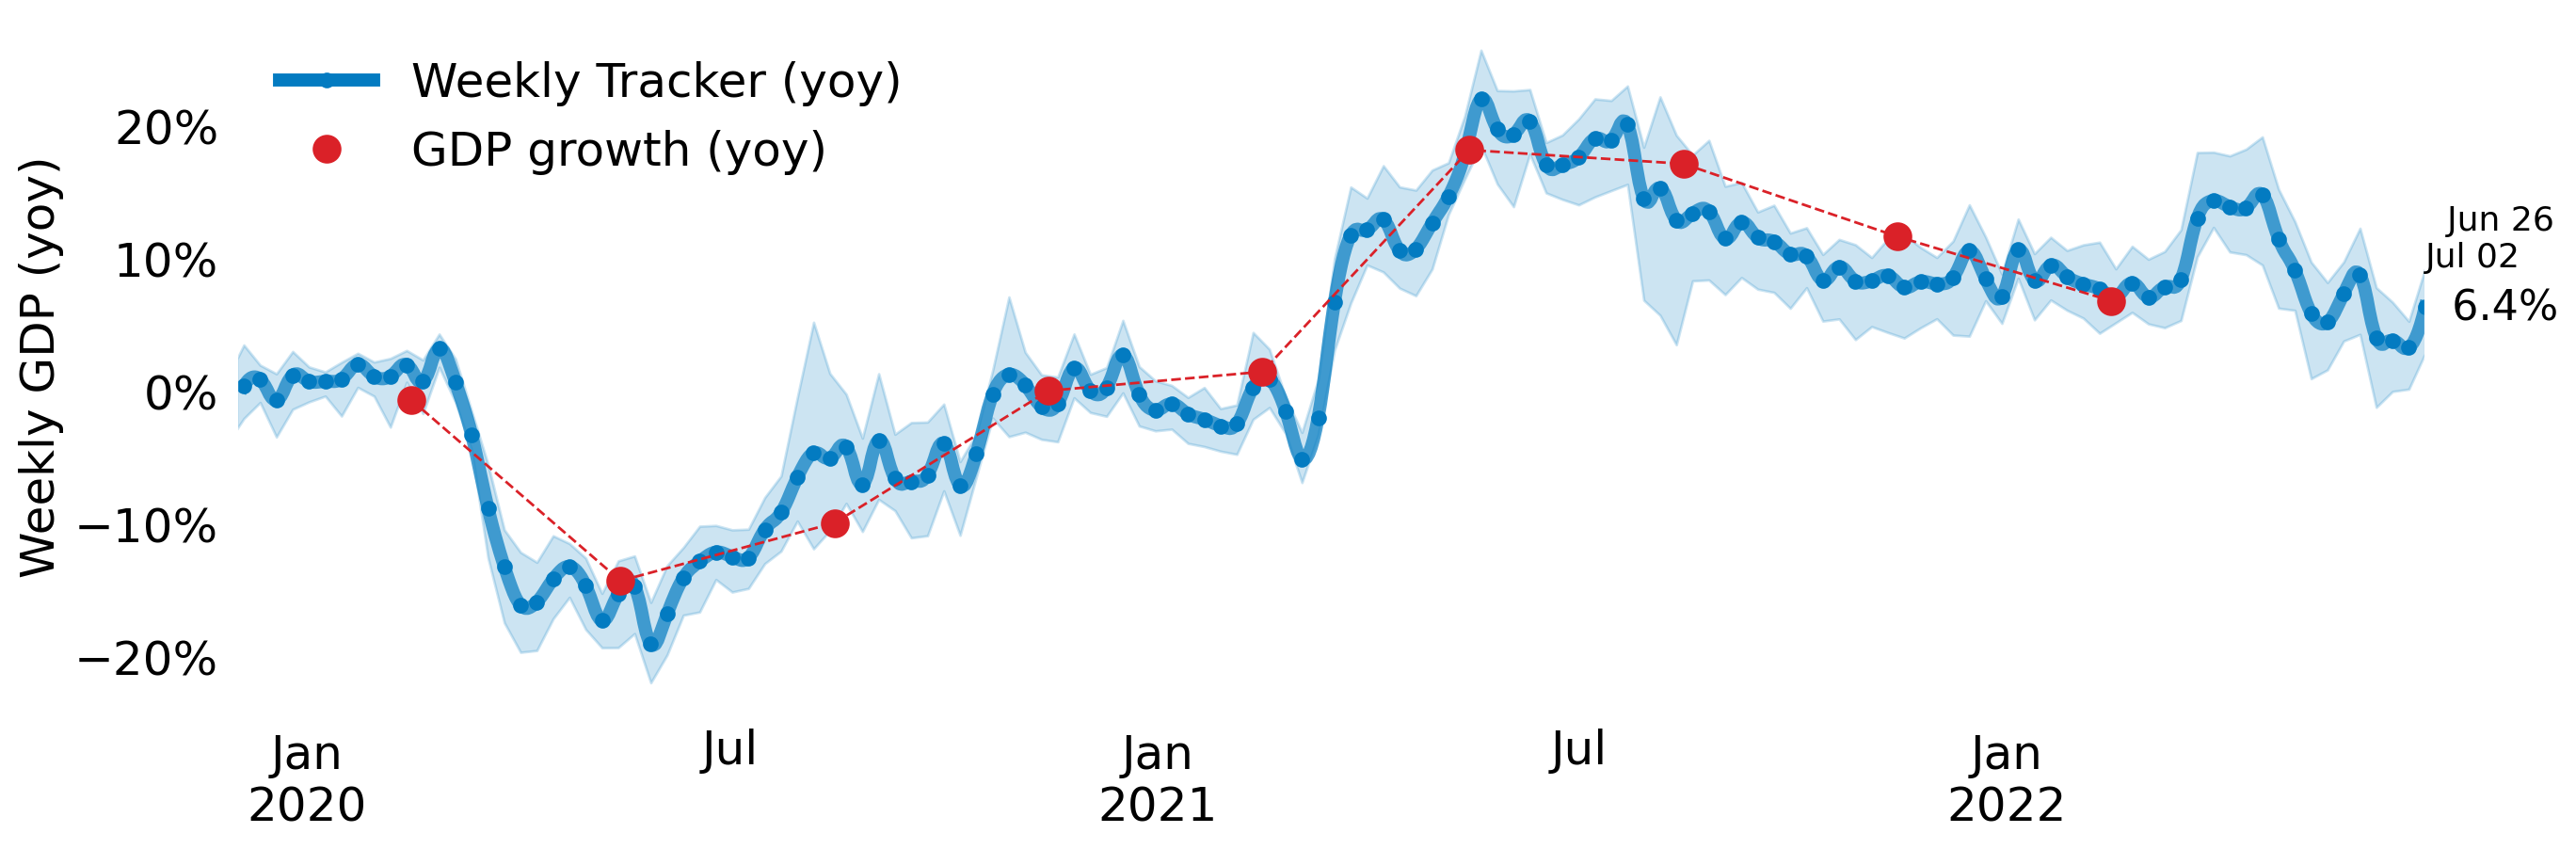 Weekly Tracker (yoy)
GDP growth (yoy)
Weekly GDP (yoy)
20%
10%
0%
−10%
−20%
Jun 26
Jul 02
6.4%
Jan
2020
Jul
Jan
2021
Jul
Jan
2022